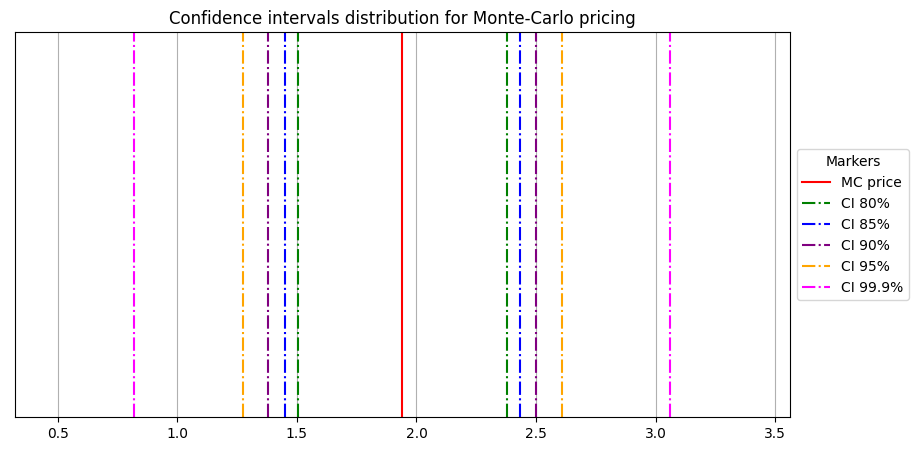 Confidence intervals distribution for Monte-Carlo pricing
Markers
MC price
CI 80%
CI 85%
CI 90%
CI 95%
CI 99.9%
0.5 1.0 1.5 2.0 2.5 3.0 3.5